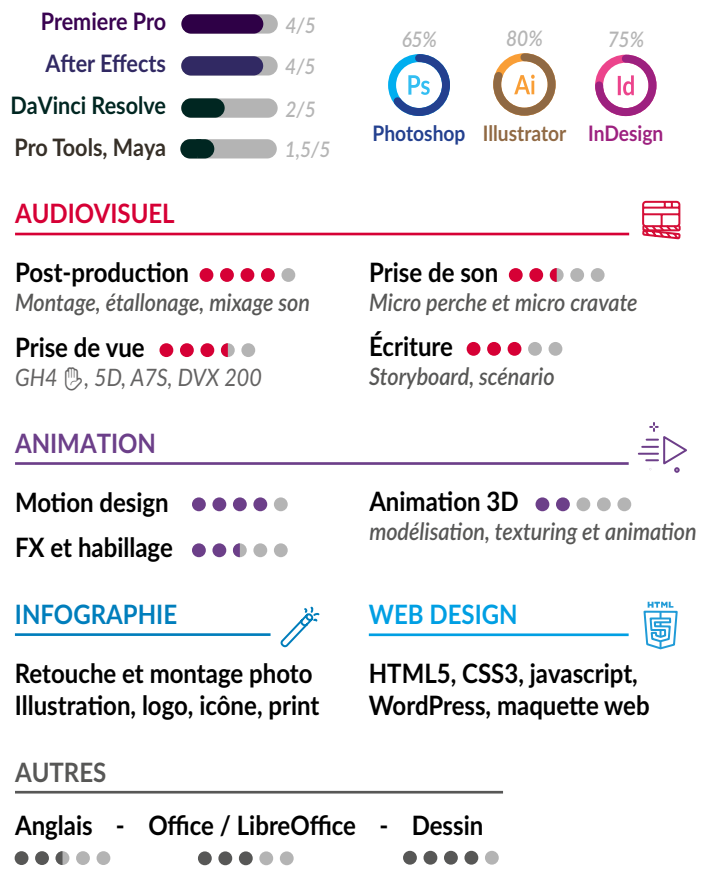 Premiere Pro 4/5
After Effects 4/5
DaVinci Resolve 2/5
Pro Tools, Maya 1,5/5
65% 80% 75%
Ps Ai Id
Photoshop Illustrator InDesign
AUDIOVISUEL
Post-production
Montage, étallonage, mixage son
Prise de vue
GH4 , 5D, A7S, DVX 200
Prise de son
Micro perche et micro cravate
Écriture
Storyboard, scénario
ANIMATION
Motion design
FX et habillage
Animation 3D
modélisation, texturing et animation
INFOGRAPHIE
Retouche et montage photo
Illustration, logo, icône, print
WEB DESIGN
HTML
5
HTML5, CSS3, javascript,
WordPress, maquette web
AUTRES
Anglais - Office / LibreOffice - Dessin